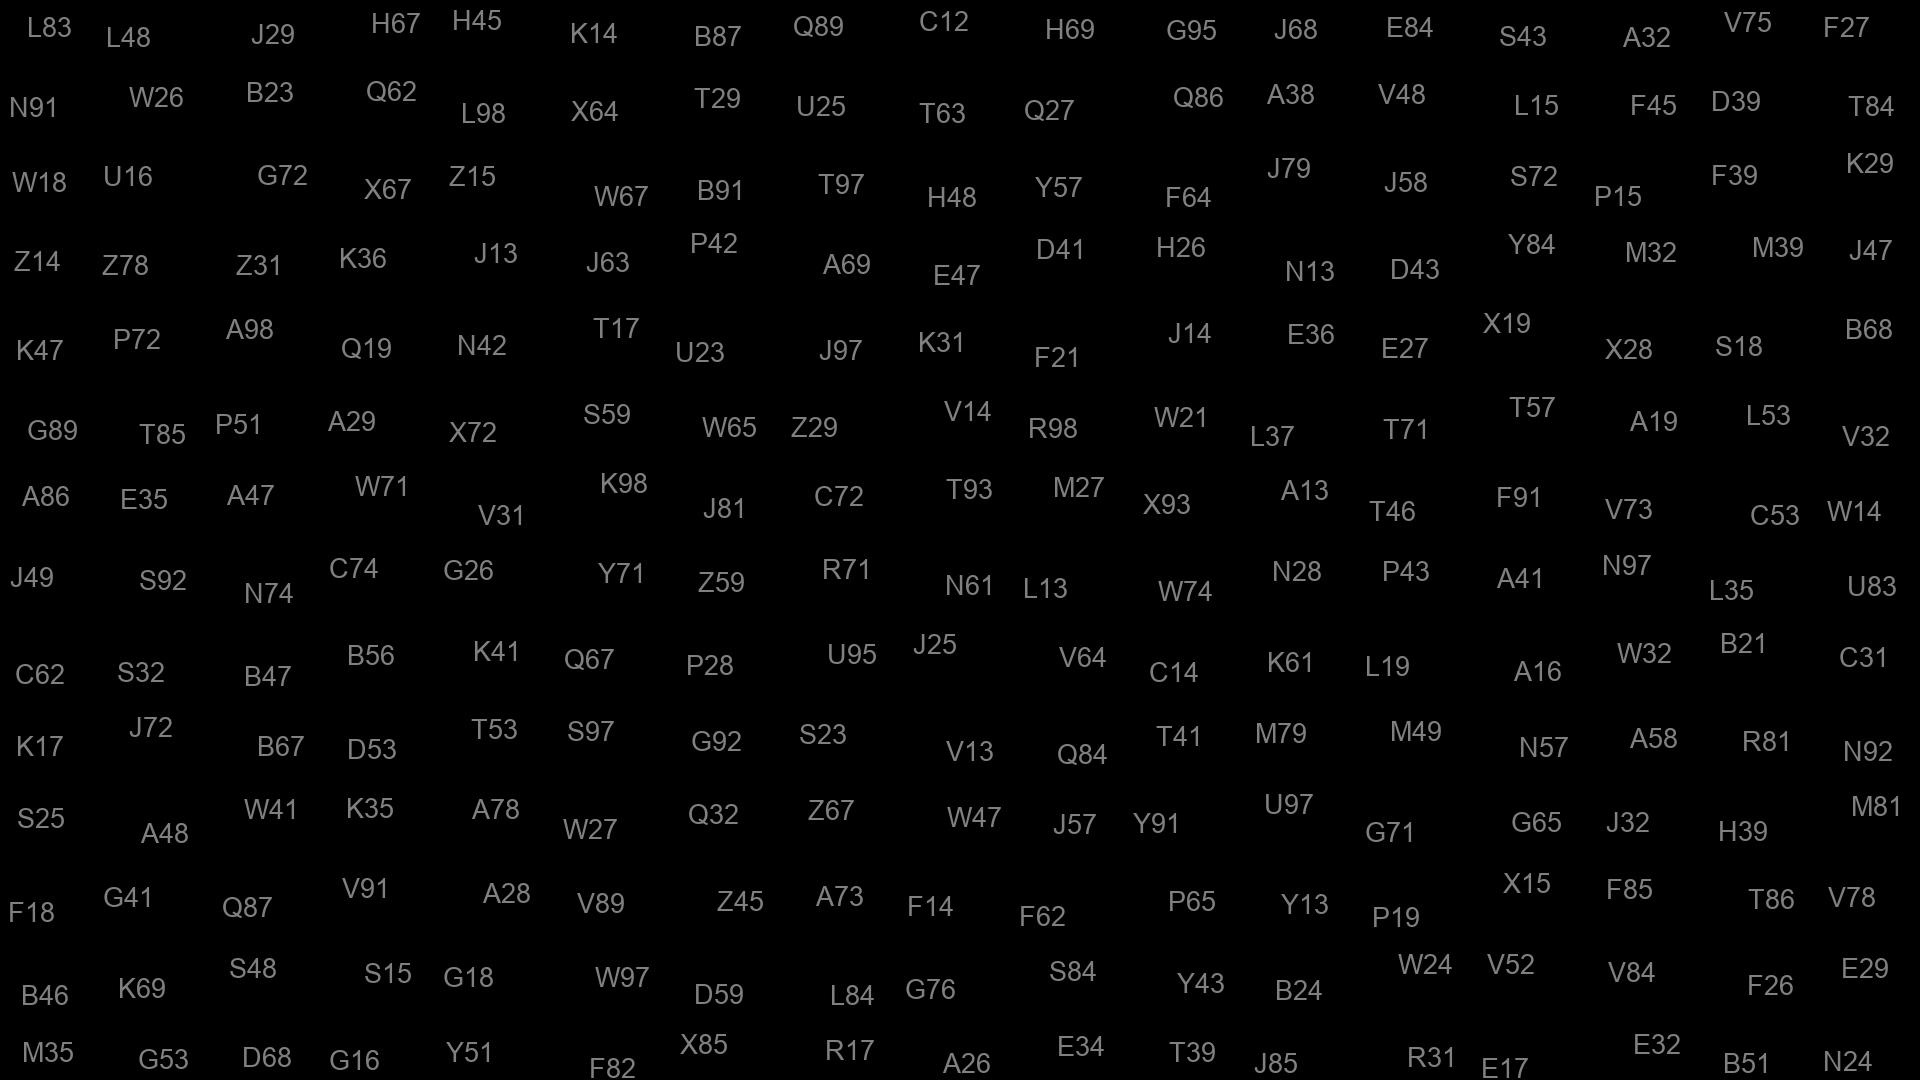 L83 L48 J29 H67 H45 K14 B87 Q89 C12 H69 G95 J68 E84 S43 A32 V75 F27
N91 W26 B23 Q62 L98 X64 T29 U25 T63 Q27 Q86 A38 V48 L15 F45 D39 T84
W18 U16 G72 X67 Z15 W67 B91 T97 H48 Y57 F64 J79 J58 S72 P15 F39 K29
Z14 Z78 Z31 K36 J13 J63 P42 A69 E47 D41 H26 N13 D43 Y84 M32 M39 J47
K47 P72 A98 Q19 N42 T17 U23 J97 K31 F21 J14 E36 E27 X19 X28 S18 B68
G89 T85 P51 A29 X72 S59 W65 Z29 V14 R98 W21 L37 T71 T57 A19 L53 V32
A86 E35 A47 W71 V31 K98 J81 C72 T93 M27 X93 A13 T46 F91 V73 C53 W14
J49 S92 N74 C74 G26 Y71 Z59 R71 N61 L13 W74 N28 P43 A41 N97 L35 U83
C62 S32 B47 B56 K41 Q67 P28 U95 J25 V64 C14 K61 L19 A16 W32 B21 C31
K17 J72 B67 D53 T53 S97 G92 S23 V13 Q84 T41 M79 M49 N57 A58 R81 N92
S25 A48 W41 K35 A78 W27 Q32 Z67 W47 J57 Y91 U97 G71 G65 J32 H39 M81
F18 G41 Q87 V91 A28 V89 Z45 A73 F14 F62 P65 Y13 P19 X15 F85 T86 V78
B46 K69 S48 S15 G18 W97 D59 L84 G76 S84 Y43 B24 W24 V52 V84 F26 E29
M35 G53 D68 G16 Y51 F82 X85 R17 A26 E34 T39 J85 R31 E17 E32 B51 N24